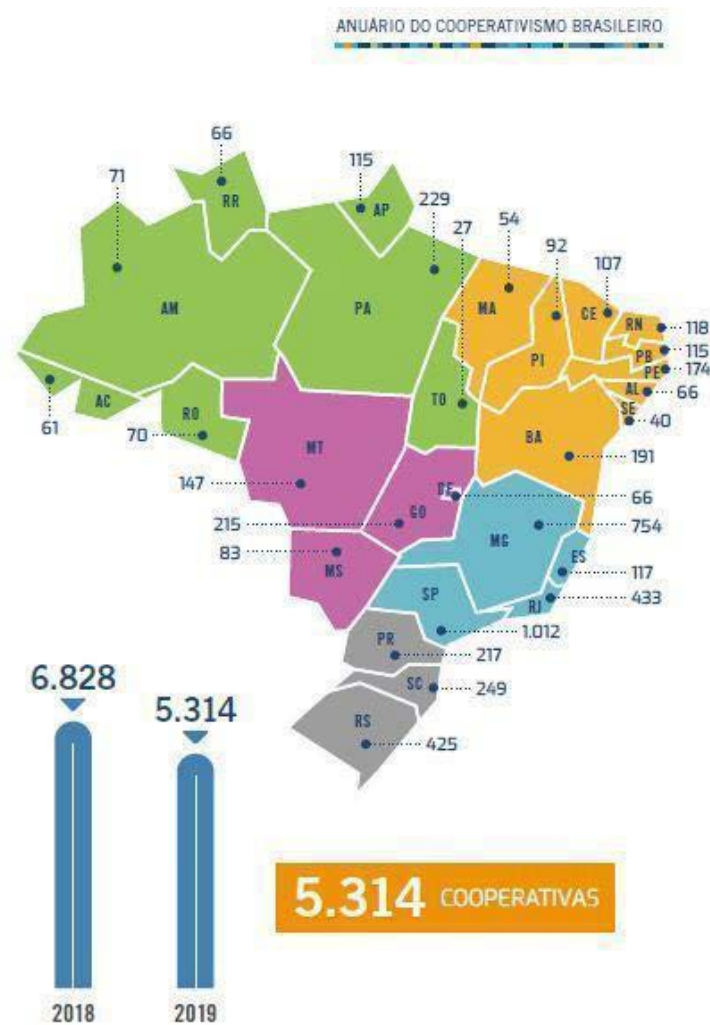 ANUÁRIO DO COOPERATIVISMO BRASILEIRO
66
115
71
229
RR
AP
27
54
92
107
AM
PA
MA
CE
RN
118
PI
PB
115
PE
174
AC
TO
AL
66
61
RO
SE
40
70
BA
MT
191
147
DF
66
215
GO
754
83
MG
ES
MS
117
SP
RJ
433
1.012
PR
217
6.828
SC
249
5.314
RS
425
5.314 COOPERATIVAS
2018
2019